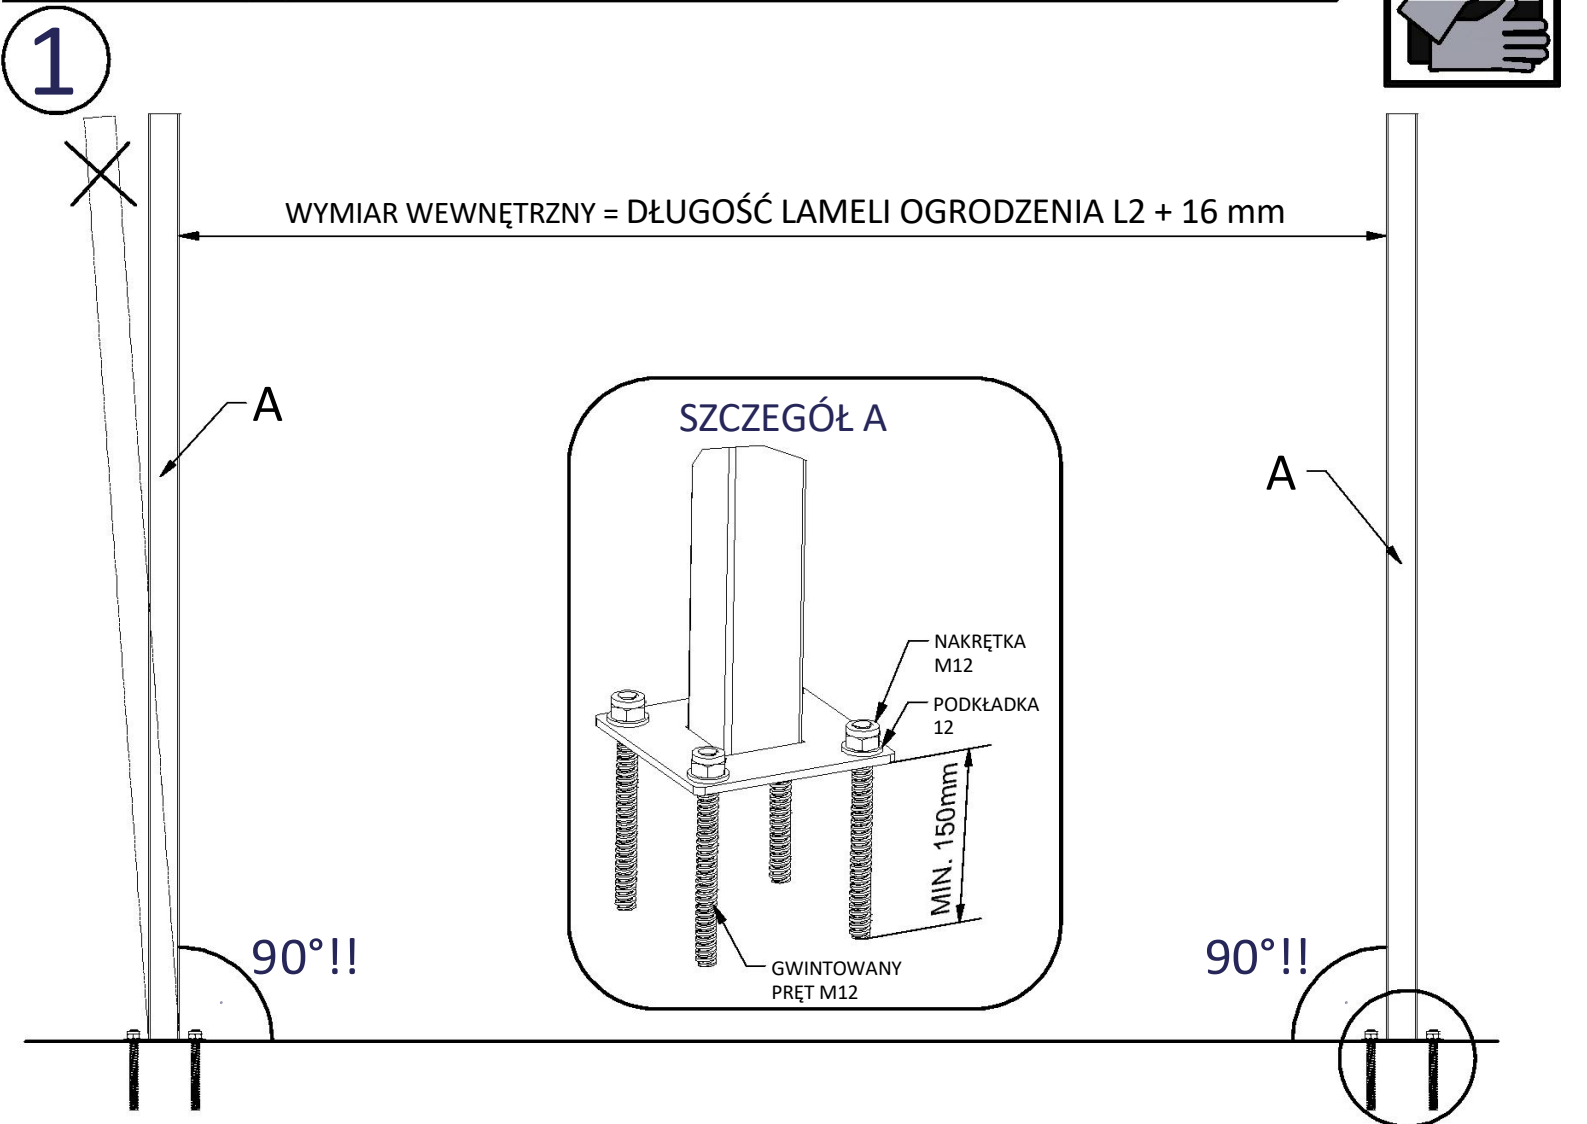 1
WYMIAR WEWNĘTRZNY = DŁUGOŚĆ LAMELI OGRODZENIA L2 + 16 mm
A
SZCZEGÓŁ A
A
NAKRĘTKA
M12
PODKŁADKA
12
MIN. 150mm
GWINTOWANY
PRĘT M12
90°!!
90°!!